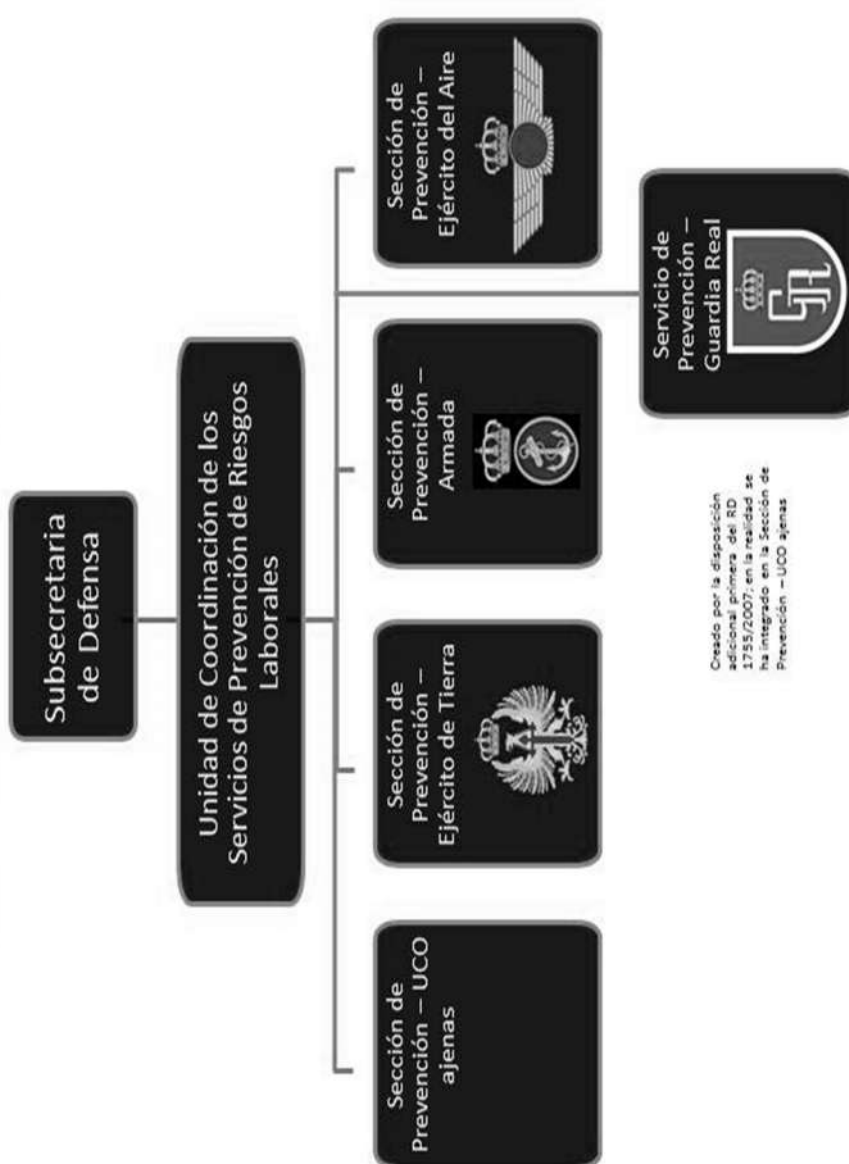 Subsecretaria
de Defensa
Unidad de Coordinación de los
Servicios de Prevención de Riesgos
Laborales
Sección de
Prevención – UCO
ajenas
Sección de
Prevención –
Ejército de Tierra
Sección de
Prevención –
Armada
Sección de
Prevención –
Ejército del Aire
Servicio de
Prevención –
Guardia Real
GR
Creado por la disposición
adicional primera del RD
1755/2007; en la realidad se
ha integrado en la Sección de
Prevención – UCO ajenas